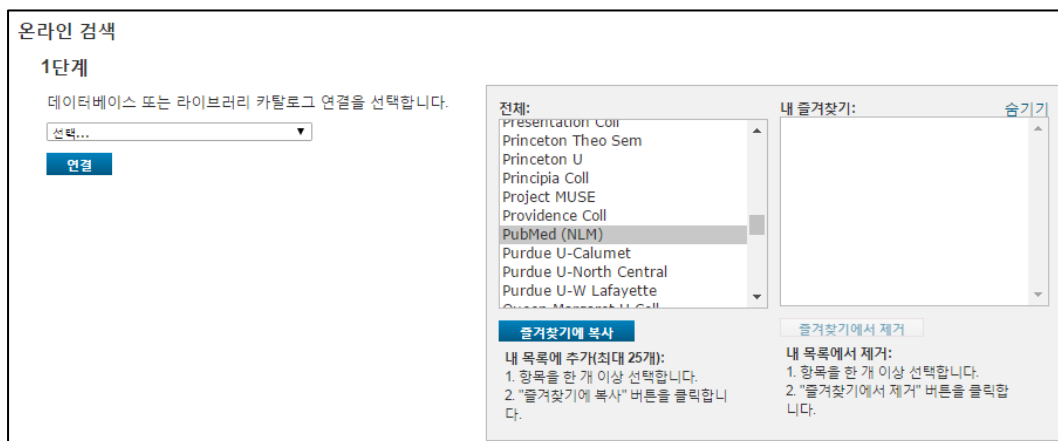 온라인 검색
1단계
데이터베이스 또는 라이브러리 카탈로그 연결을 선택합니다.
선택...
연결
전체:
Presentation Coll
Princeton Theo Sem
Princeton U
Principia Coll
Project MUSE
Providence Coll
PubMed (NLM)
Purdue U-Calumet
Purdue U-North Central
Purdue U-W Lafayette
Queen Margaret U Coll
즐겨찾기에 복사
내 목록에 추가(최대 25개):
1. 항목을 한 개 이상 선택합니다.
2. "즐겨찾기에 복사" 버튼을 클릭합니
다.
내 즐겨찾기:
숨기기
즐겨찾기에서 제거
내 목록에서 제거:
1. 항목을 한 개 이상 선택합니다.
2. "즐겨찾기에서 제거" 버튼을 클릭합
니다.